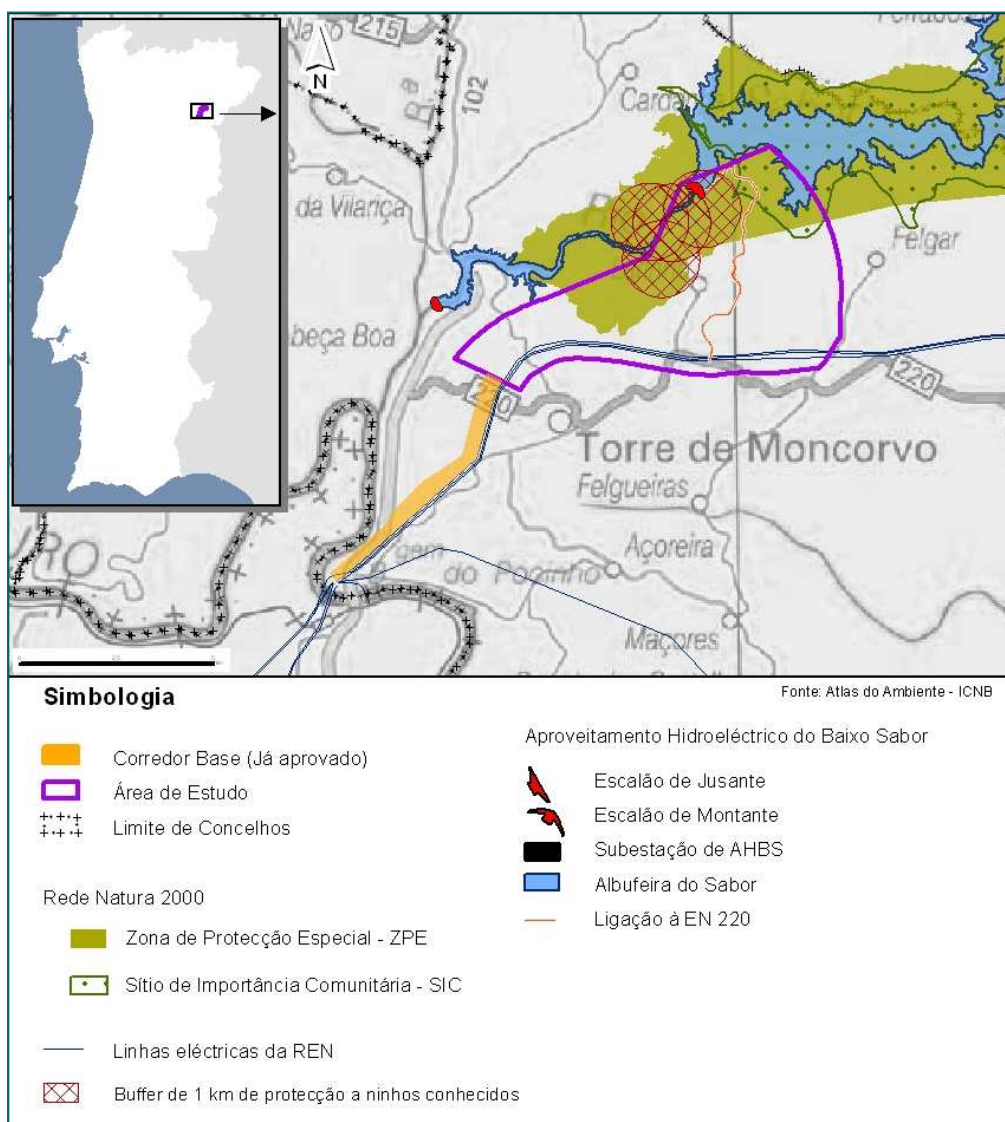 215
N
102
Carda
da Vilariça
Felgar
beça Boa
220
220
Torre de Moncorvo
Felgueiras
Açoreira
do Pocinho
Maçores
Simbologia
Fonte: Atlas do Ambiente - ICNB
Corredor Base (Já aprovado)
Área de Estudo
Limite de Concelhos
Rede Natura 2000
Zona de Protecção Especial - ZPE
Sítio de Importância Comunitária - SIC
Linhas eléctricas da REN
Buffer de 1 km de protecção a ninhos conhecidos
Aproveitamento Hidroeléctrico do Baixo Sabor
Escalão de Jusante
Escalão de Montante
Subestação de AHBS
Albufeira do Sabor
Ligação à EN 220